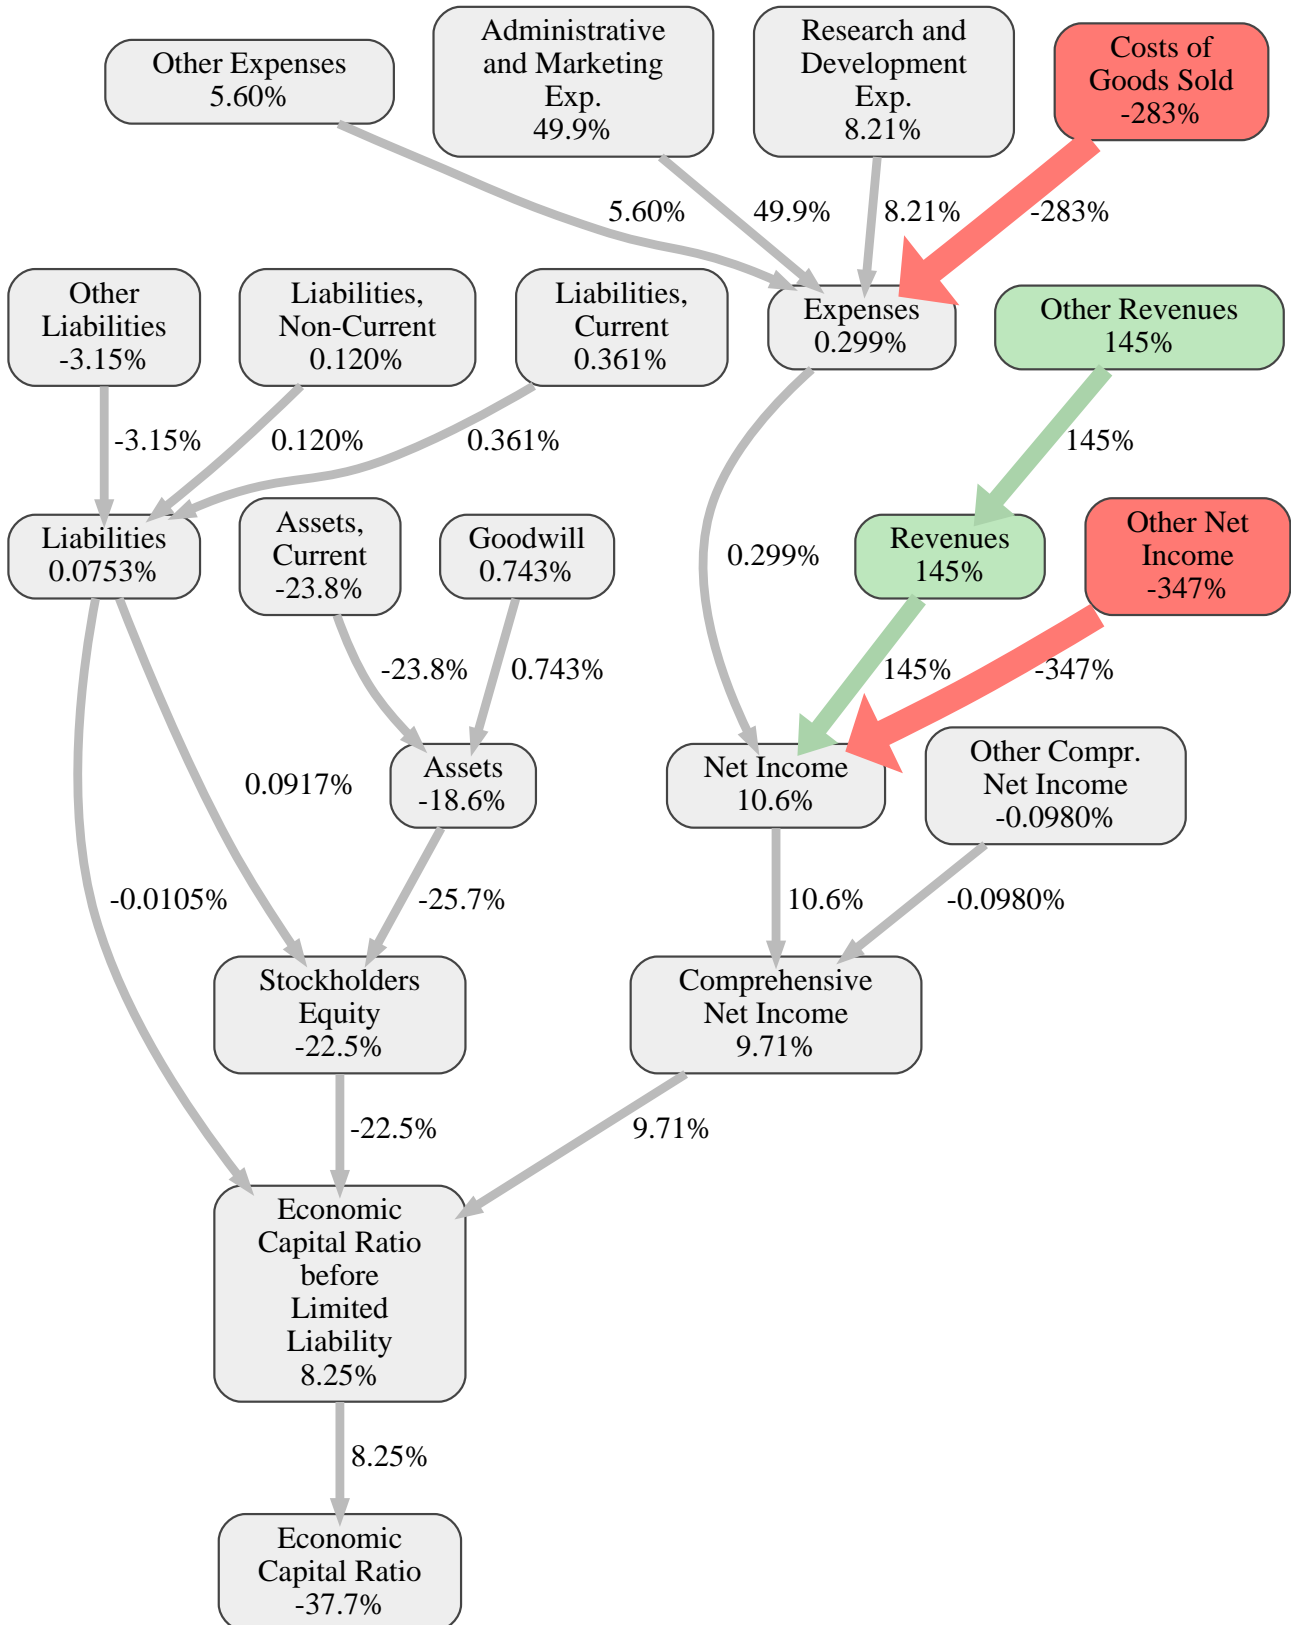 Other Expenses
5.60%
Administrative
and Marketing
Exp.
49.9%
Research and
Development
Exp.
8.21%
Costs of
Goods Sold
-283%
5.60%
49.9%
8.21%
-283%
Other
Liabilities
-3.15%
Liabilities,
Non-Current
0.120%
Liabilities,
Current
0.361%
Expenses
0.299%
Other Revenues
145%
-3.15%
0.120%
0.361%
145%
Liabilities
0.0753%
Assets,
Current
-23.8%
Goodwill
0.743%
0.299%
Revenues
145%
Other Net
Income
-347%
-23.8%
0.743%
145%
-347%
0.0917%
Assets
-18.6%
Net Income
10.6%
Other Compr.
Net Income
-0.0980%
-0.0105%
-25.7%
10.6%
-0.0980%
Stockholders
Equity
-22.5%
Comprehensive
Net Income
9.71%
-22.5%
9.71%
Economic
Capital Ratio
before
Limited
Liability
8.25%
8.25%
Economic
Capital Ratio
-37.7%